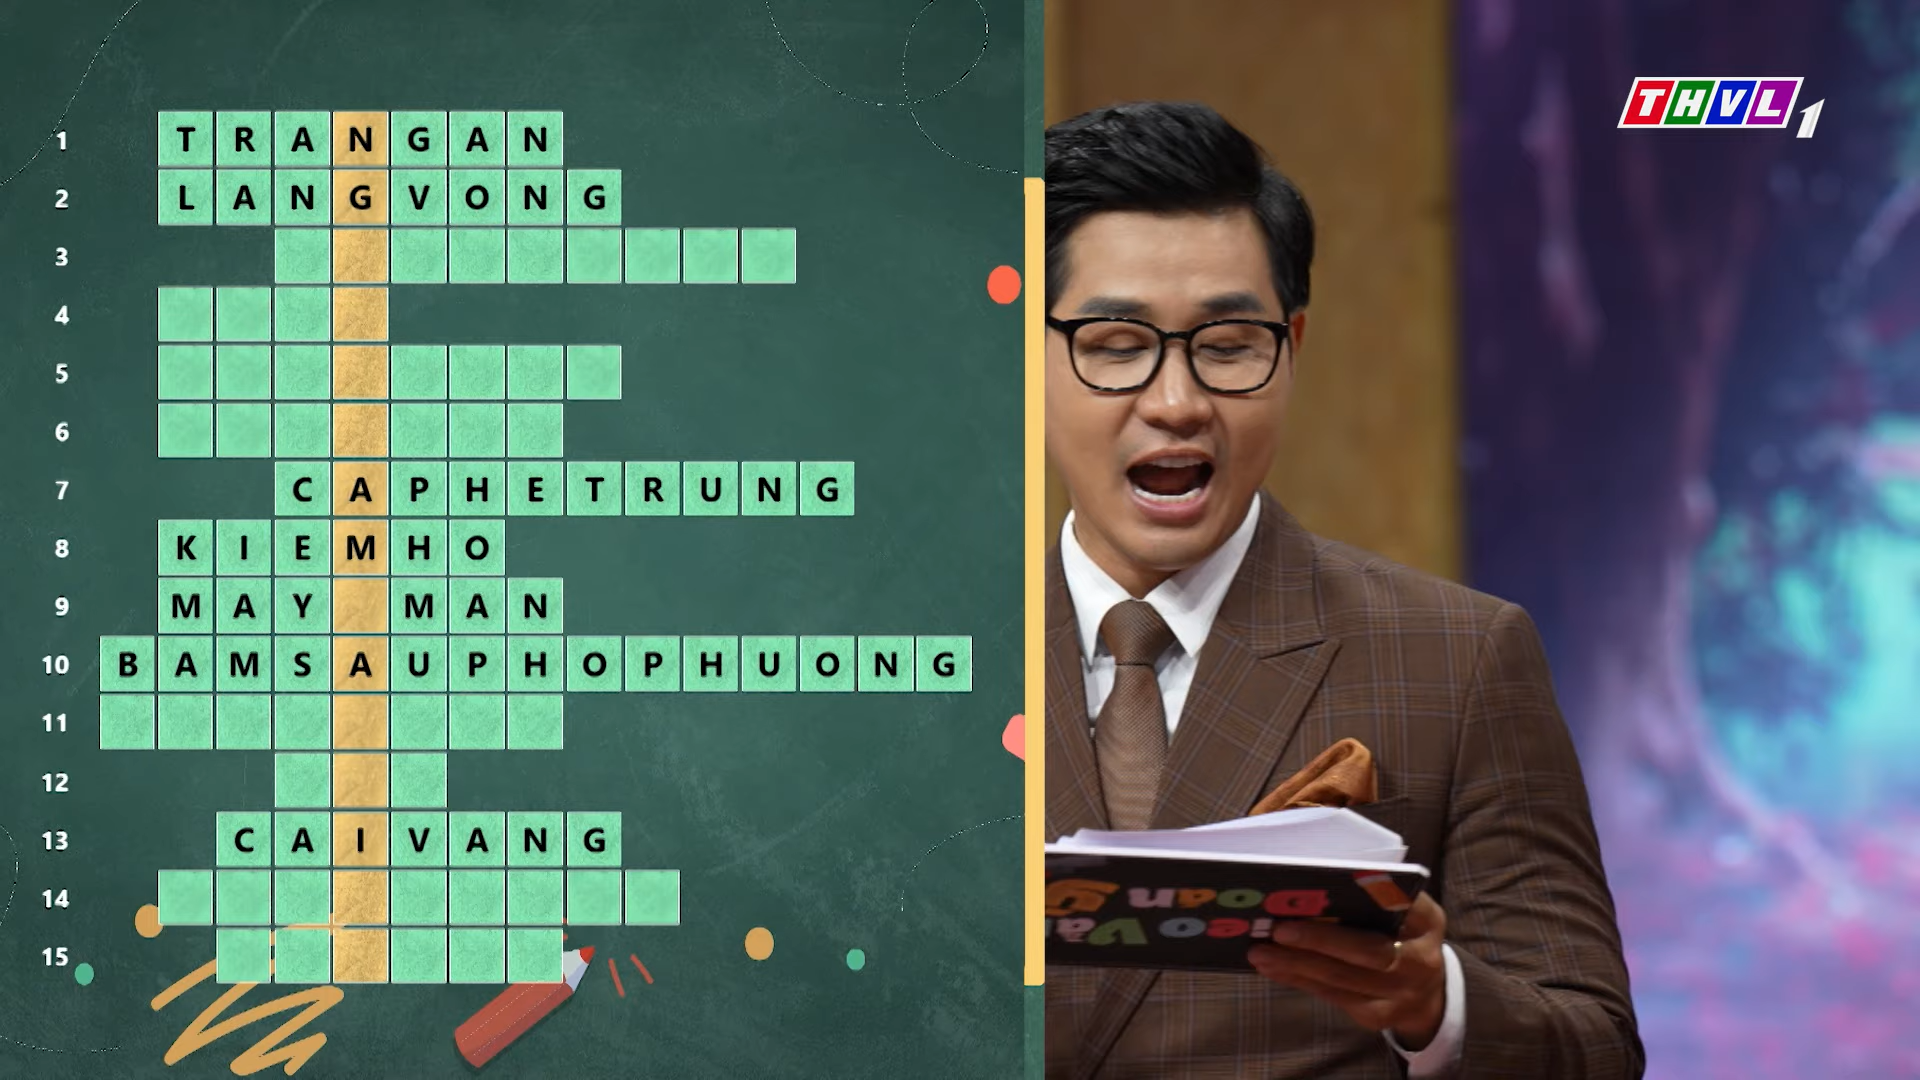 THVL1
1 TRANGAN
2 LANGVONG
3
4
5
6
7 CAPHETRUNG
8 KIEMHO
9 MAY MAN
10 BAMSAUPHOPHUONG
11
12
13 CAIVANG
14
15
Đoán ý